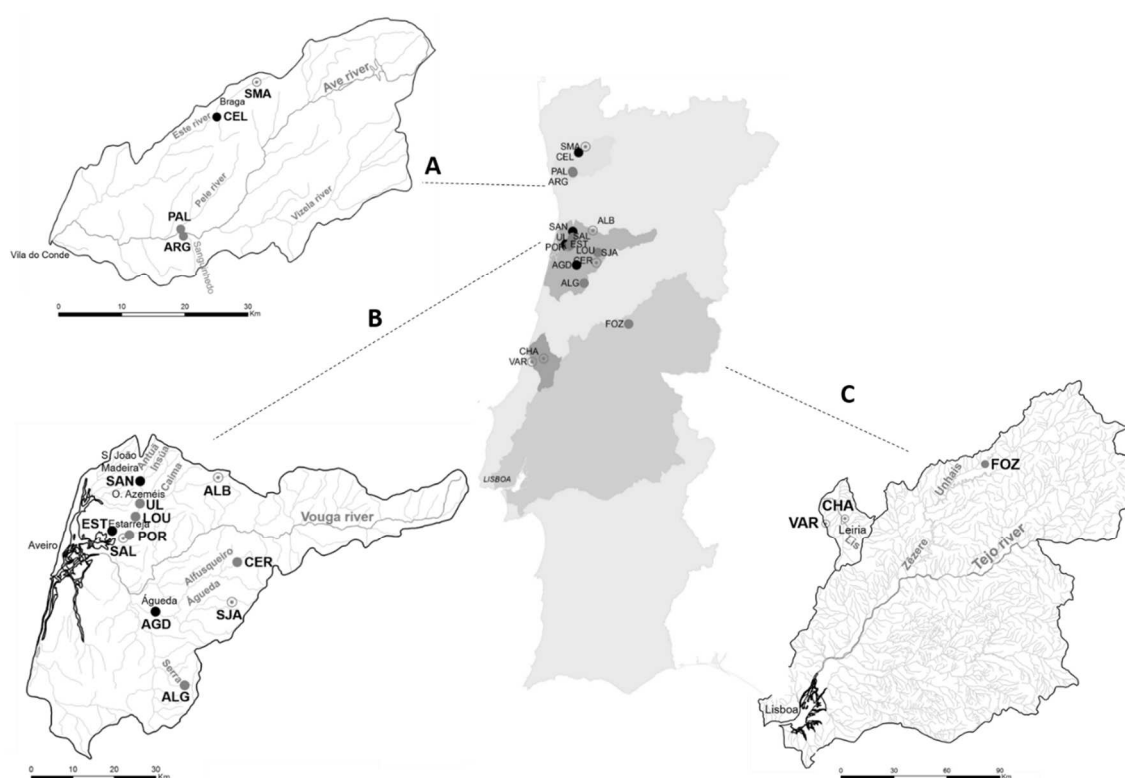 Ave river
SMA
Braga
CEL
Este river
Pele river
Vizela river
PAL
ARG
Sanguinhedo
Vila do Conde
0 10 20 30
Km
A
SMA
CEL
PAL
ARG
SAN
ALB
UL
SAL
EST
POR
LOU
SJA
CER
AGD
ALG
FOZ
CHA
VAR
LISBOA
B
S. João
Madeira
Antuã
Insúa
Caima
SAN
ALB
O. Azeméis
UL
LOU
EST
Estarreja
POR
SAL
Aveiro
Vouga river
Alfusqueiro
CER
Águeda
Águeda
AGD
SJA
Serra
ALG
0 10 20 30
Km
C
FOZ
Unhais
CHA
VAR
Leiria
Lis
Zêzere
Tejo river
Lisboa
0 30 60 90
Km